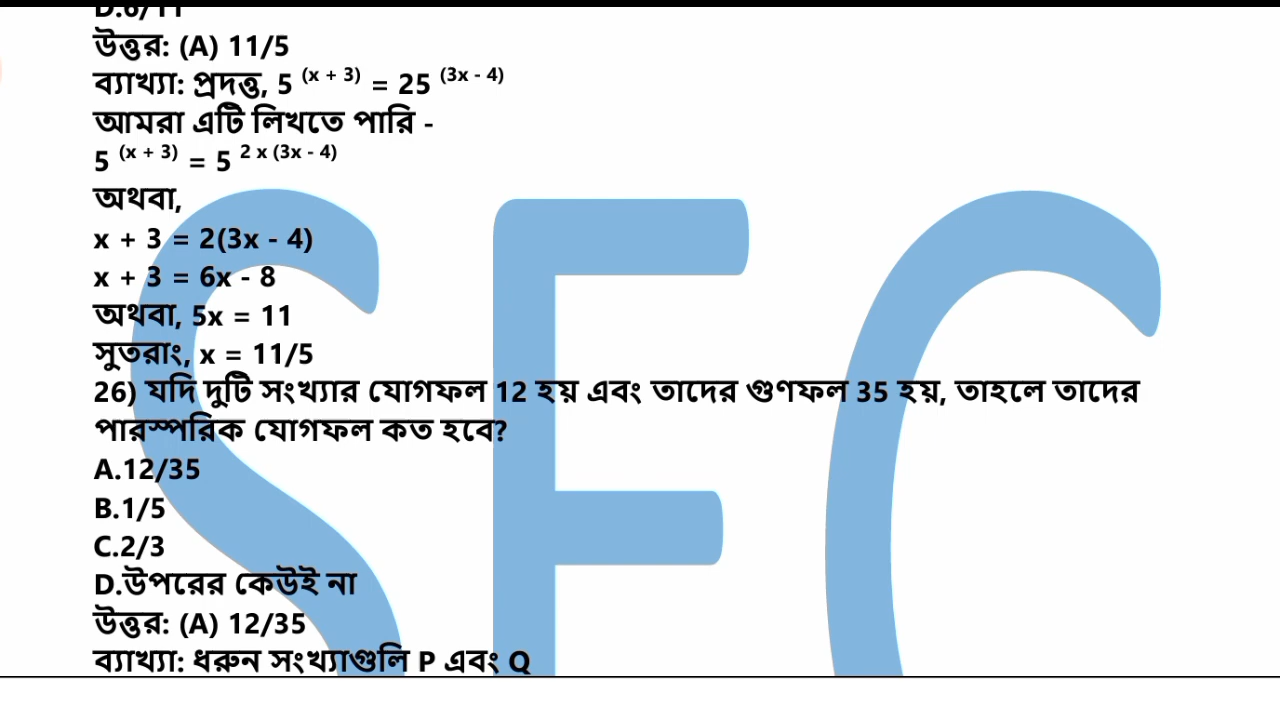 D.6/11
উত্তর: (A) 11/5
ব্যাখ্যা: প্রদত্ত, 5 (x + 3) = 25 (3x - 4)
আমরা এটি লিখতে পারি -
5 (x + 3) = 5 2 x (3x - 4)
অথবা,
x + 3 = 2(3x - 4)
x + 3 = 6x - 8
অথবা, 5x = 11
সুতরাং, x = 11/5
26) যদি দুটি সংখ্যার যোগফল 12 হয় এবং তাদের গুণফল 35 হয়, তাহলে তাদের
পারস্পরিক যোগফল কত হবে?
A.12/35
B.1/5
C.2/3
D.উপরের কেউই না
উত্তর: (A) 12/35
ব্যাখ্যা: ধরুন সংখ্যাগুলি P এবং Q
SEC